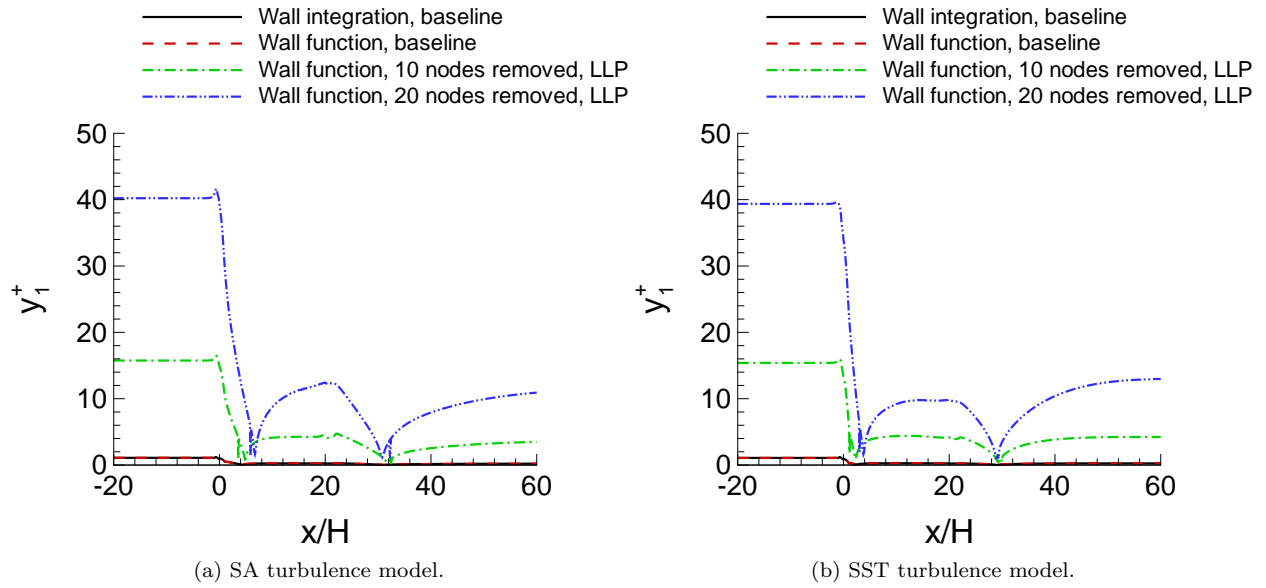 Wall integration, baseline
Wall function, baseline
Wall function, 10 nodes removed, LLP
Wall function, 20 nodes removed, LLP
50
40
30
20
10
0
y₁⁺
-20 0 20 40 60
x/H
(a) SA turbulence model.
Wall integration, baseline
Wall function, baseline
Wall function, 10 nodes removed, LLP
Wall function, 20 nodes removed, LLP
50
40
30
20
10
0
y₁⁺
-20 0 20 40 60
x/H
(b) SST turbulence model.